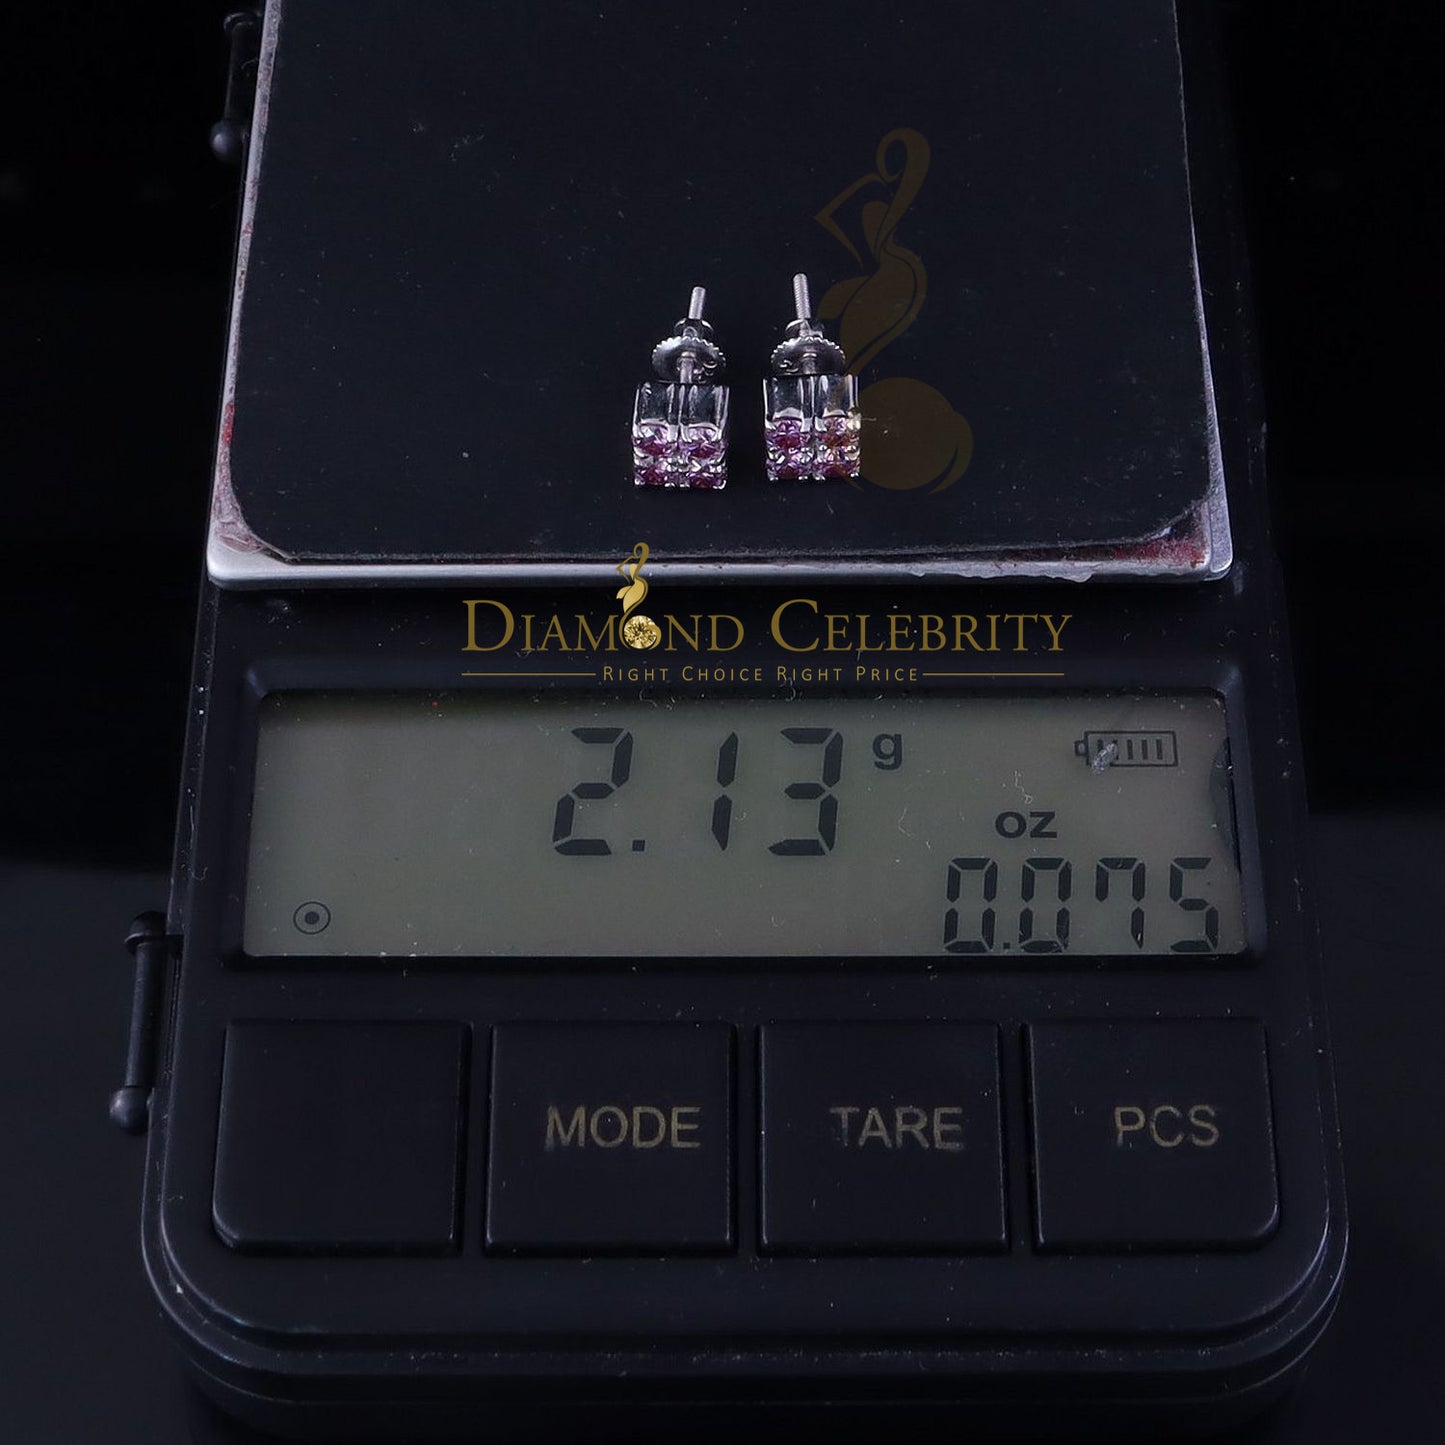 DIAMOND CELEBRITY
RIGHT CHOICE RIGHT PRICE
2.13 g
oz
0.075
MODE TARE PCS